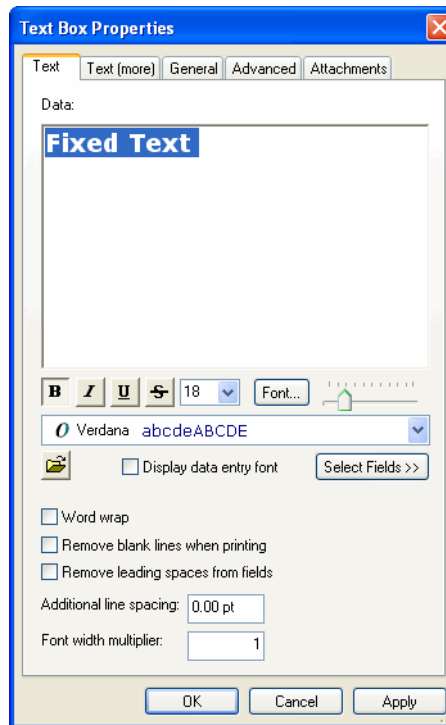 Text Box Properties
Text Text (more) General Advanced Attachments
Data:
Fixed Text
B I U S 18 Font...
O Verdana abcdeABCDE
Display data entry font Select Fields >>
Word wrap
Remove blank lines when printing
Remove leading spaces from fields
Additional line spacing: 0.00 pt
Font width multiplier: 1
OK Cancel Apply